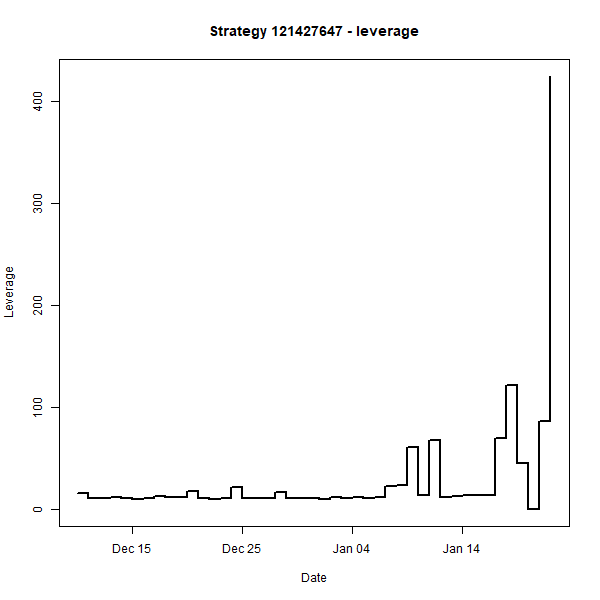 Strategy 121427647 - leverage
400
300
200
100
0
Leverage
Dec 15
Dec 25
Jan 04
Jan 14
Date